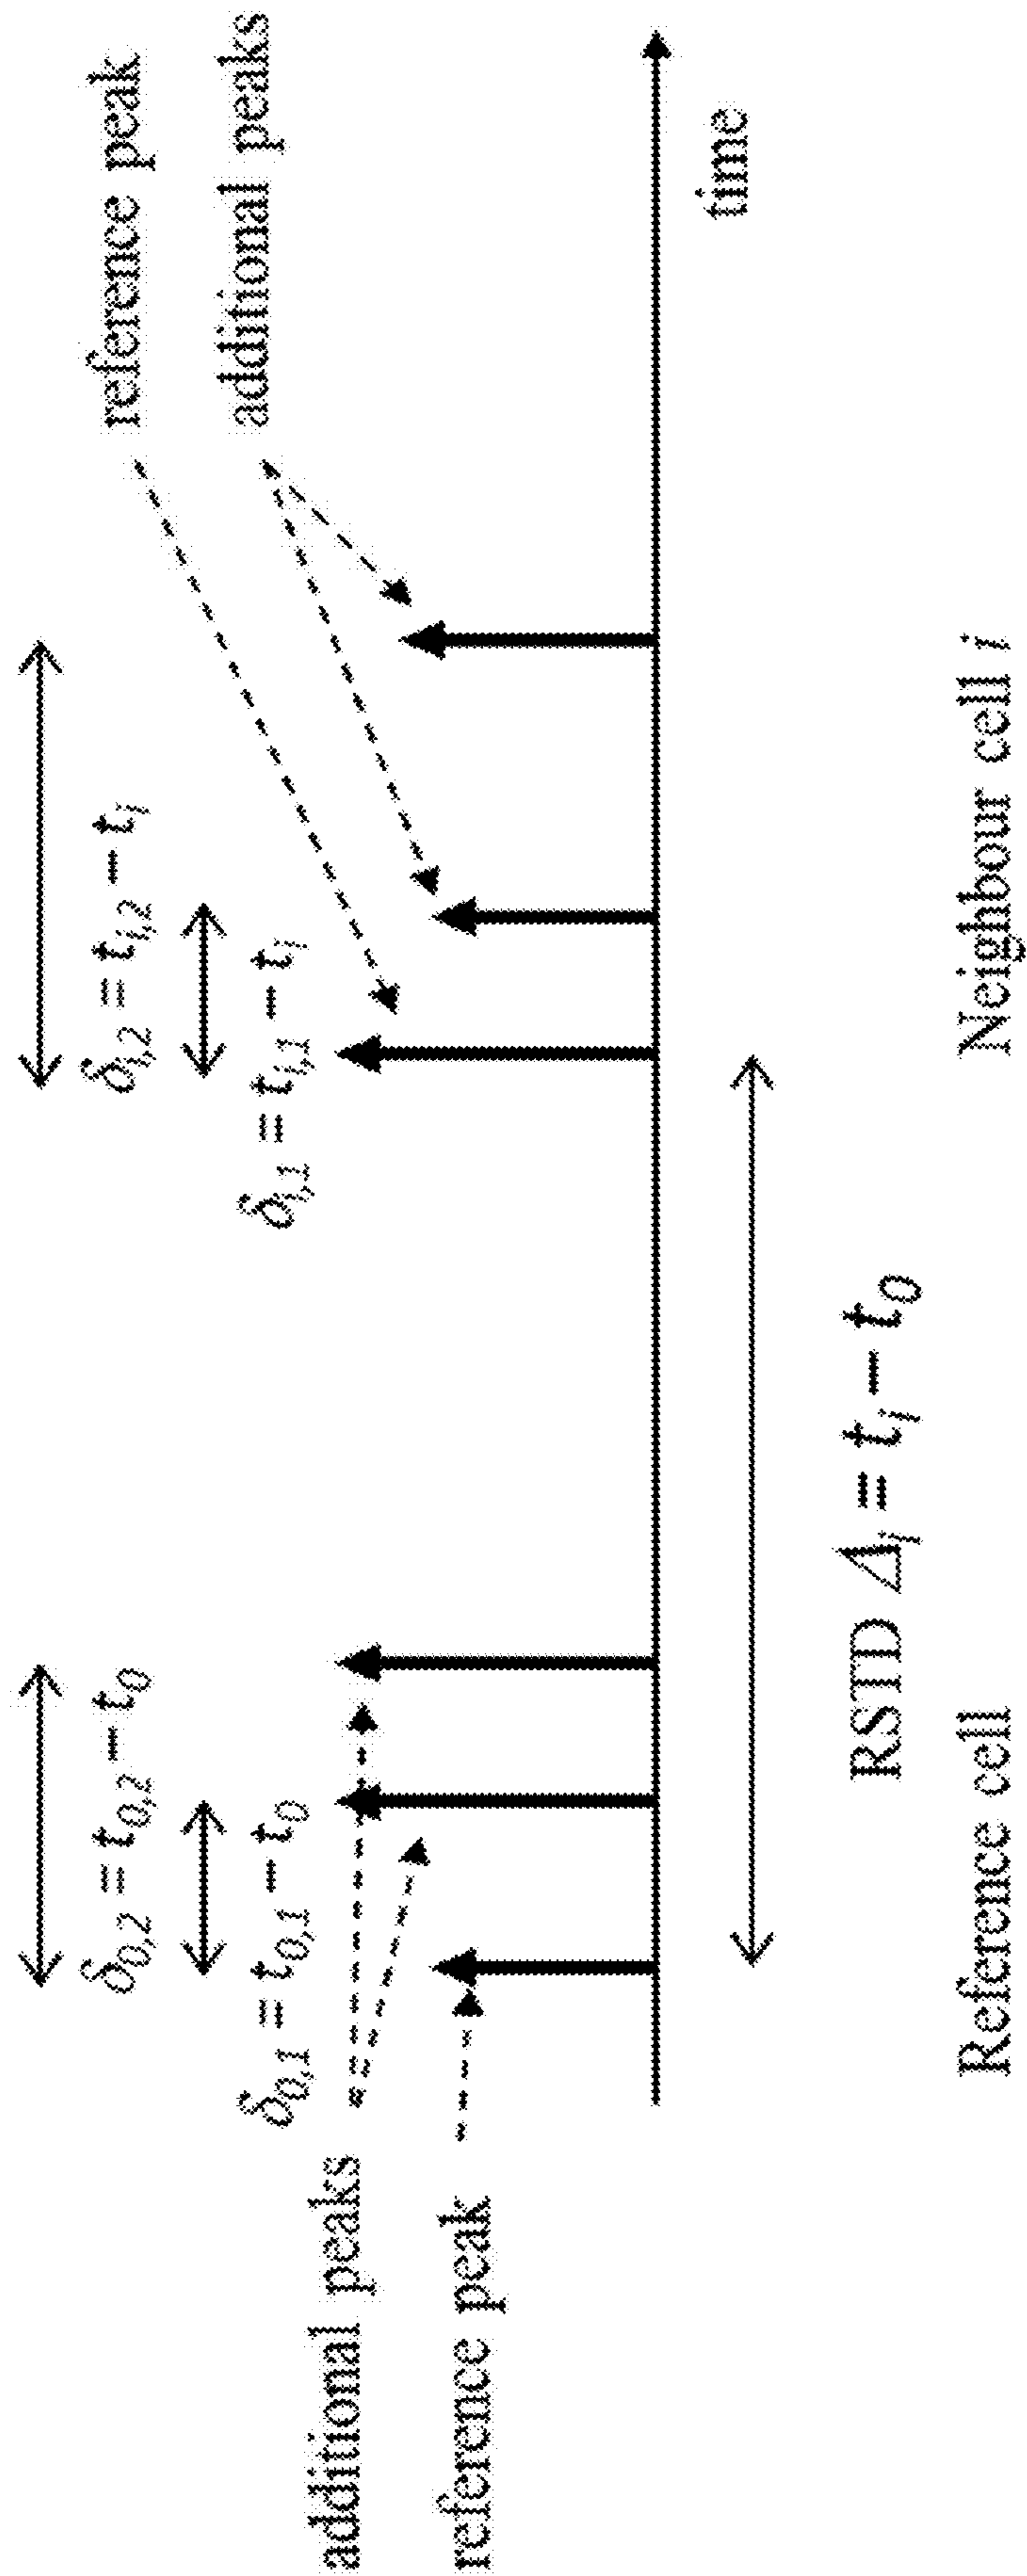 δ0,2 = t0,2 − t0
δi,2 = ti,2 − ti
reference peak
δ0,1 = t0,1 − t0
δi,1 = ti,1 − ti
additional peaks
additional peaks
reference peak
time
RSTD Δi = ti − t0
Reference cell
Neighbour cell i